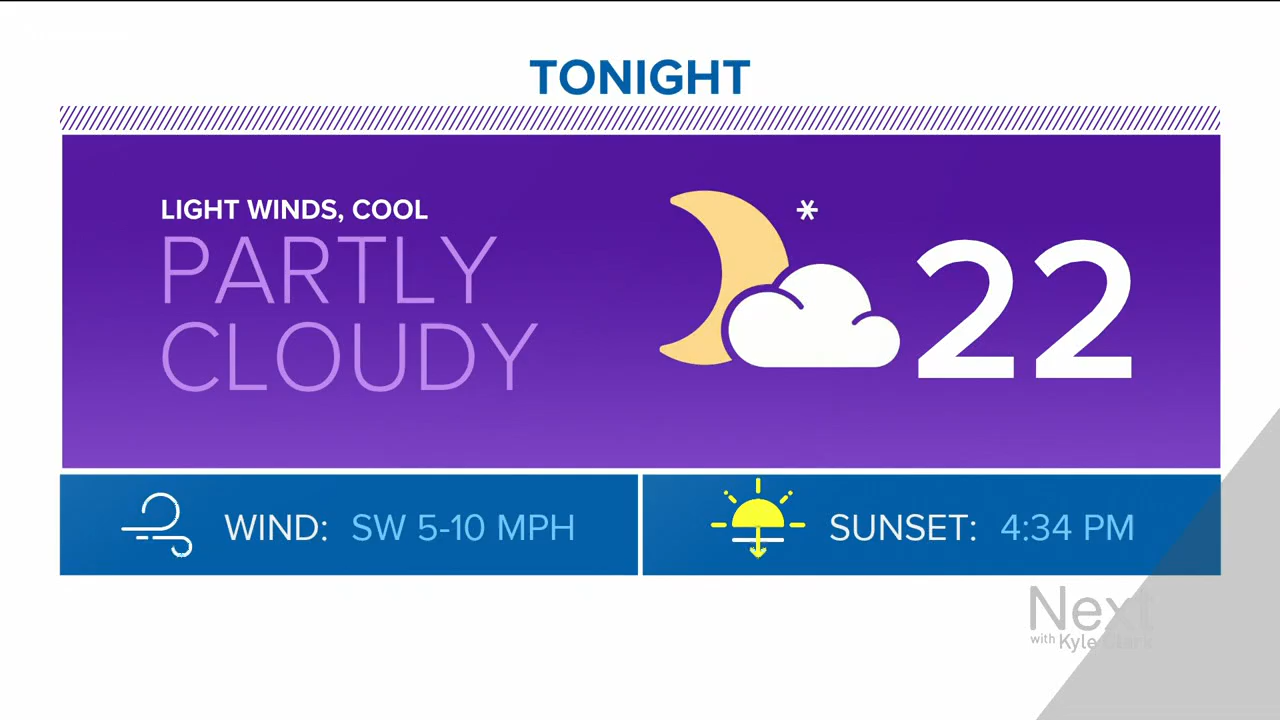 TONIGHT
LIGHT WINDS, COOL
PARTLY
CLOUDY
22
WIND: SW 5-10 MPH
SUNSET: 4:34 PM
Next
with Kyle Clark